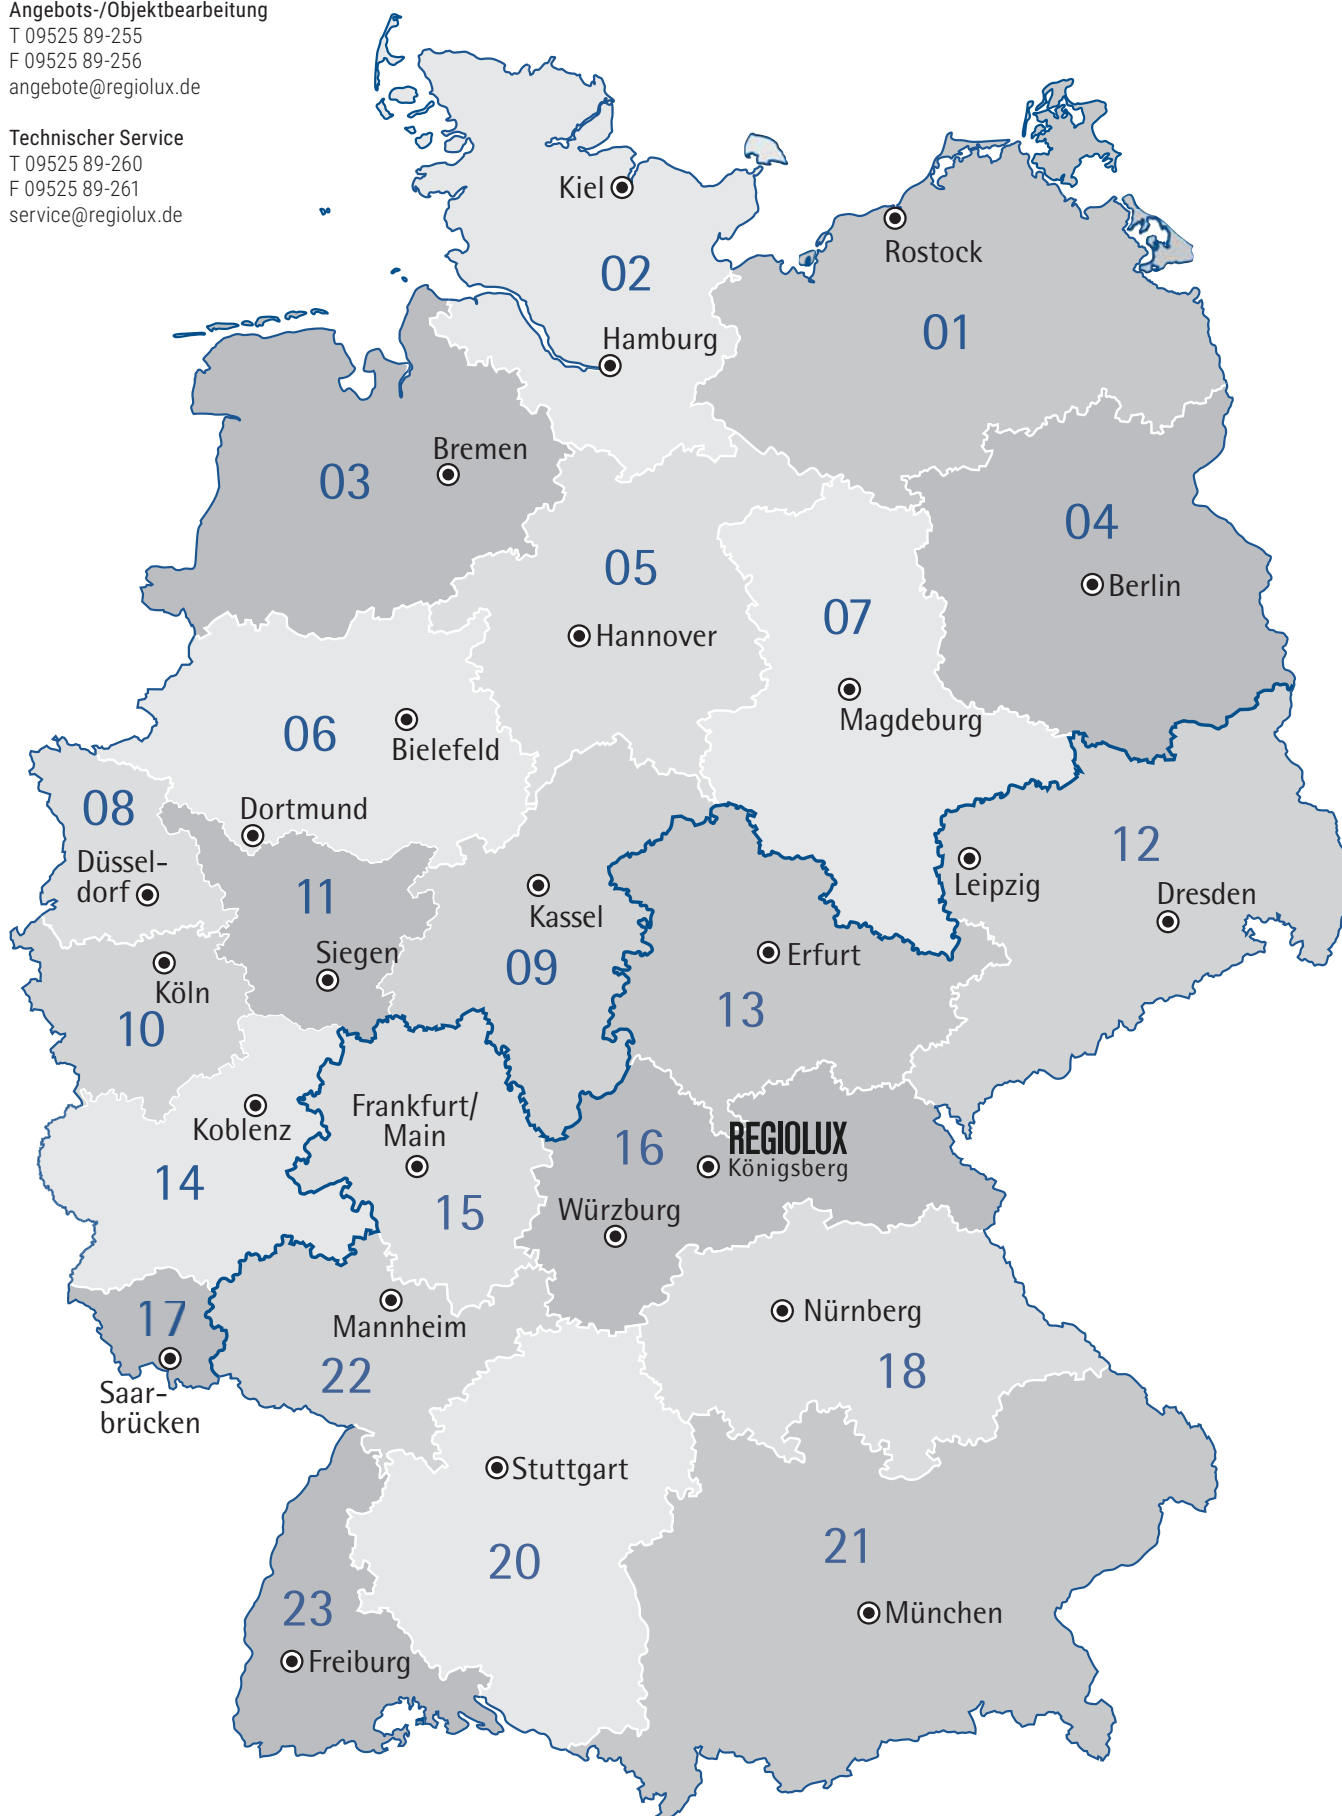 Angebots-/Objektbearbeitung
T 09525 89-255
F 09525 89-256
angebote@regiolux.de
Technischer Service
T 09525 89-260
F 09525 89-261
service@regiolux.de
Kiel
Rostock
02
01
Hamburg
Bremen
03
04
05
Berlin
07
Hannover
Magdeburg
06
Bielefeld
08
Dortmund
12
Düssel-
dorf
11
Kassel
Leipzig
Dresden
Siegen
09
Erfurt
Köln
10
13
Koblenz
Frankfurt/
Main
16
REGIOLUX
Königsberg
14
15
Würzburg
17
Mannheim
Nürnberg
22
18
Saar-
brücken
Stuttgart
20
21
23
München
Freiburg